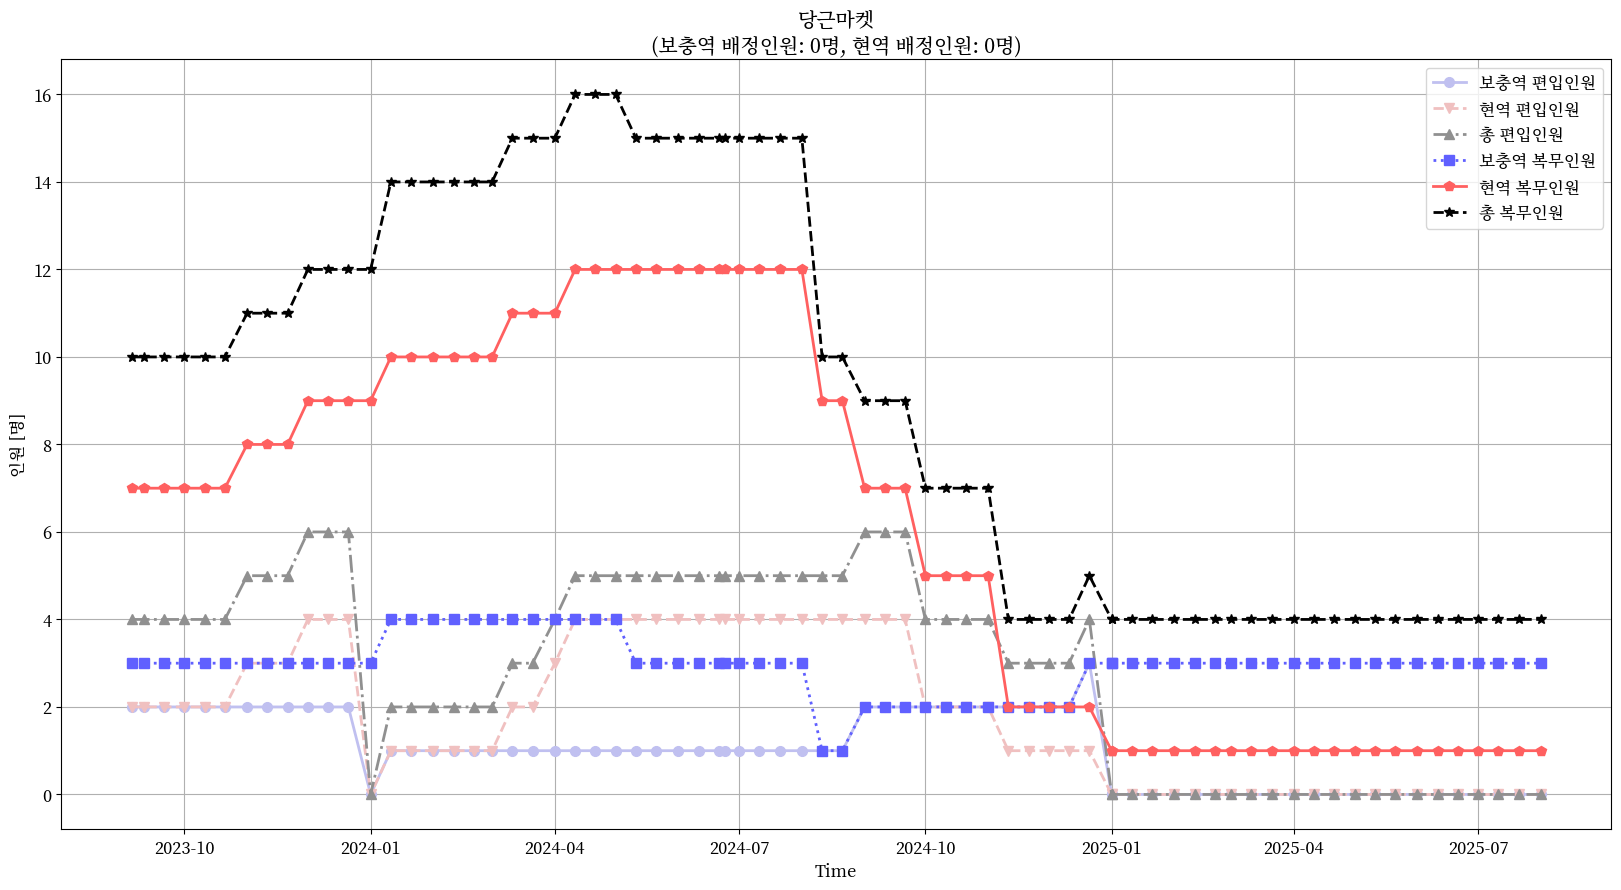 당근마켓
(보충역 배정인원: 0명, 현역 배정인원: 0명)
보충역 편입인원
현역 편입인원
총 편입인원
보충역 복무인원
현역 복무인원
총 복무인원
인원 [명]
16
14
12
10
8
6
4
2
0
2023-10
2024-01
2024-04
2024-07
2024-10
2025-01
2025-04
2025-07
Time